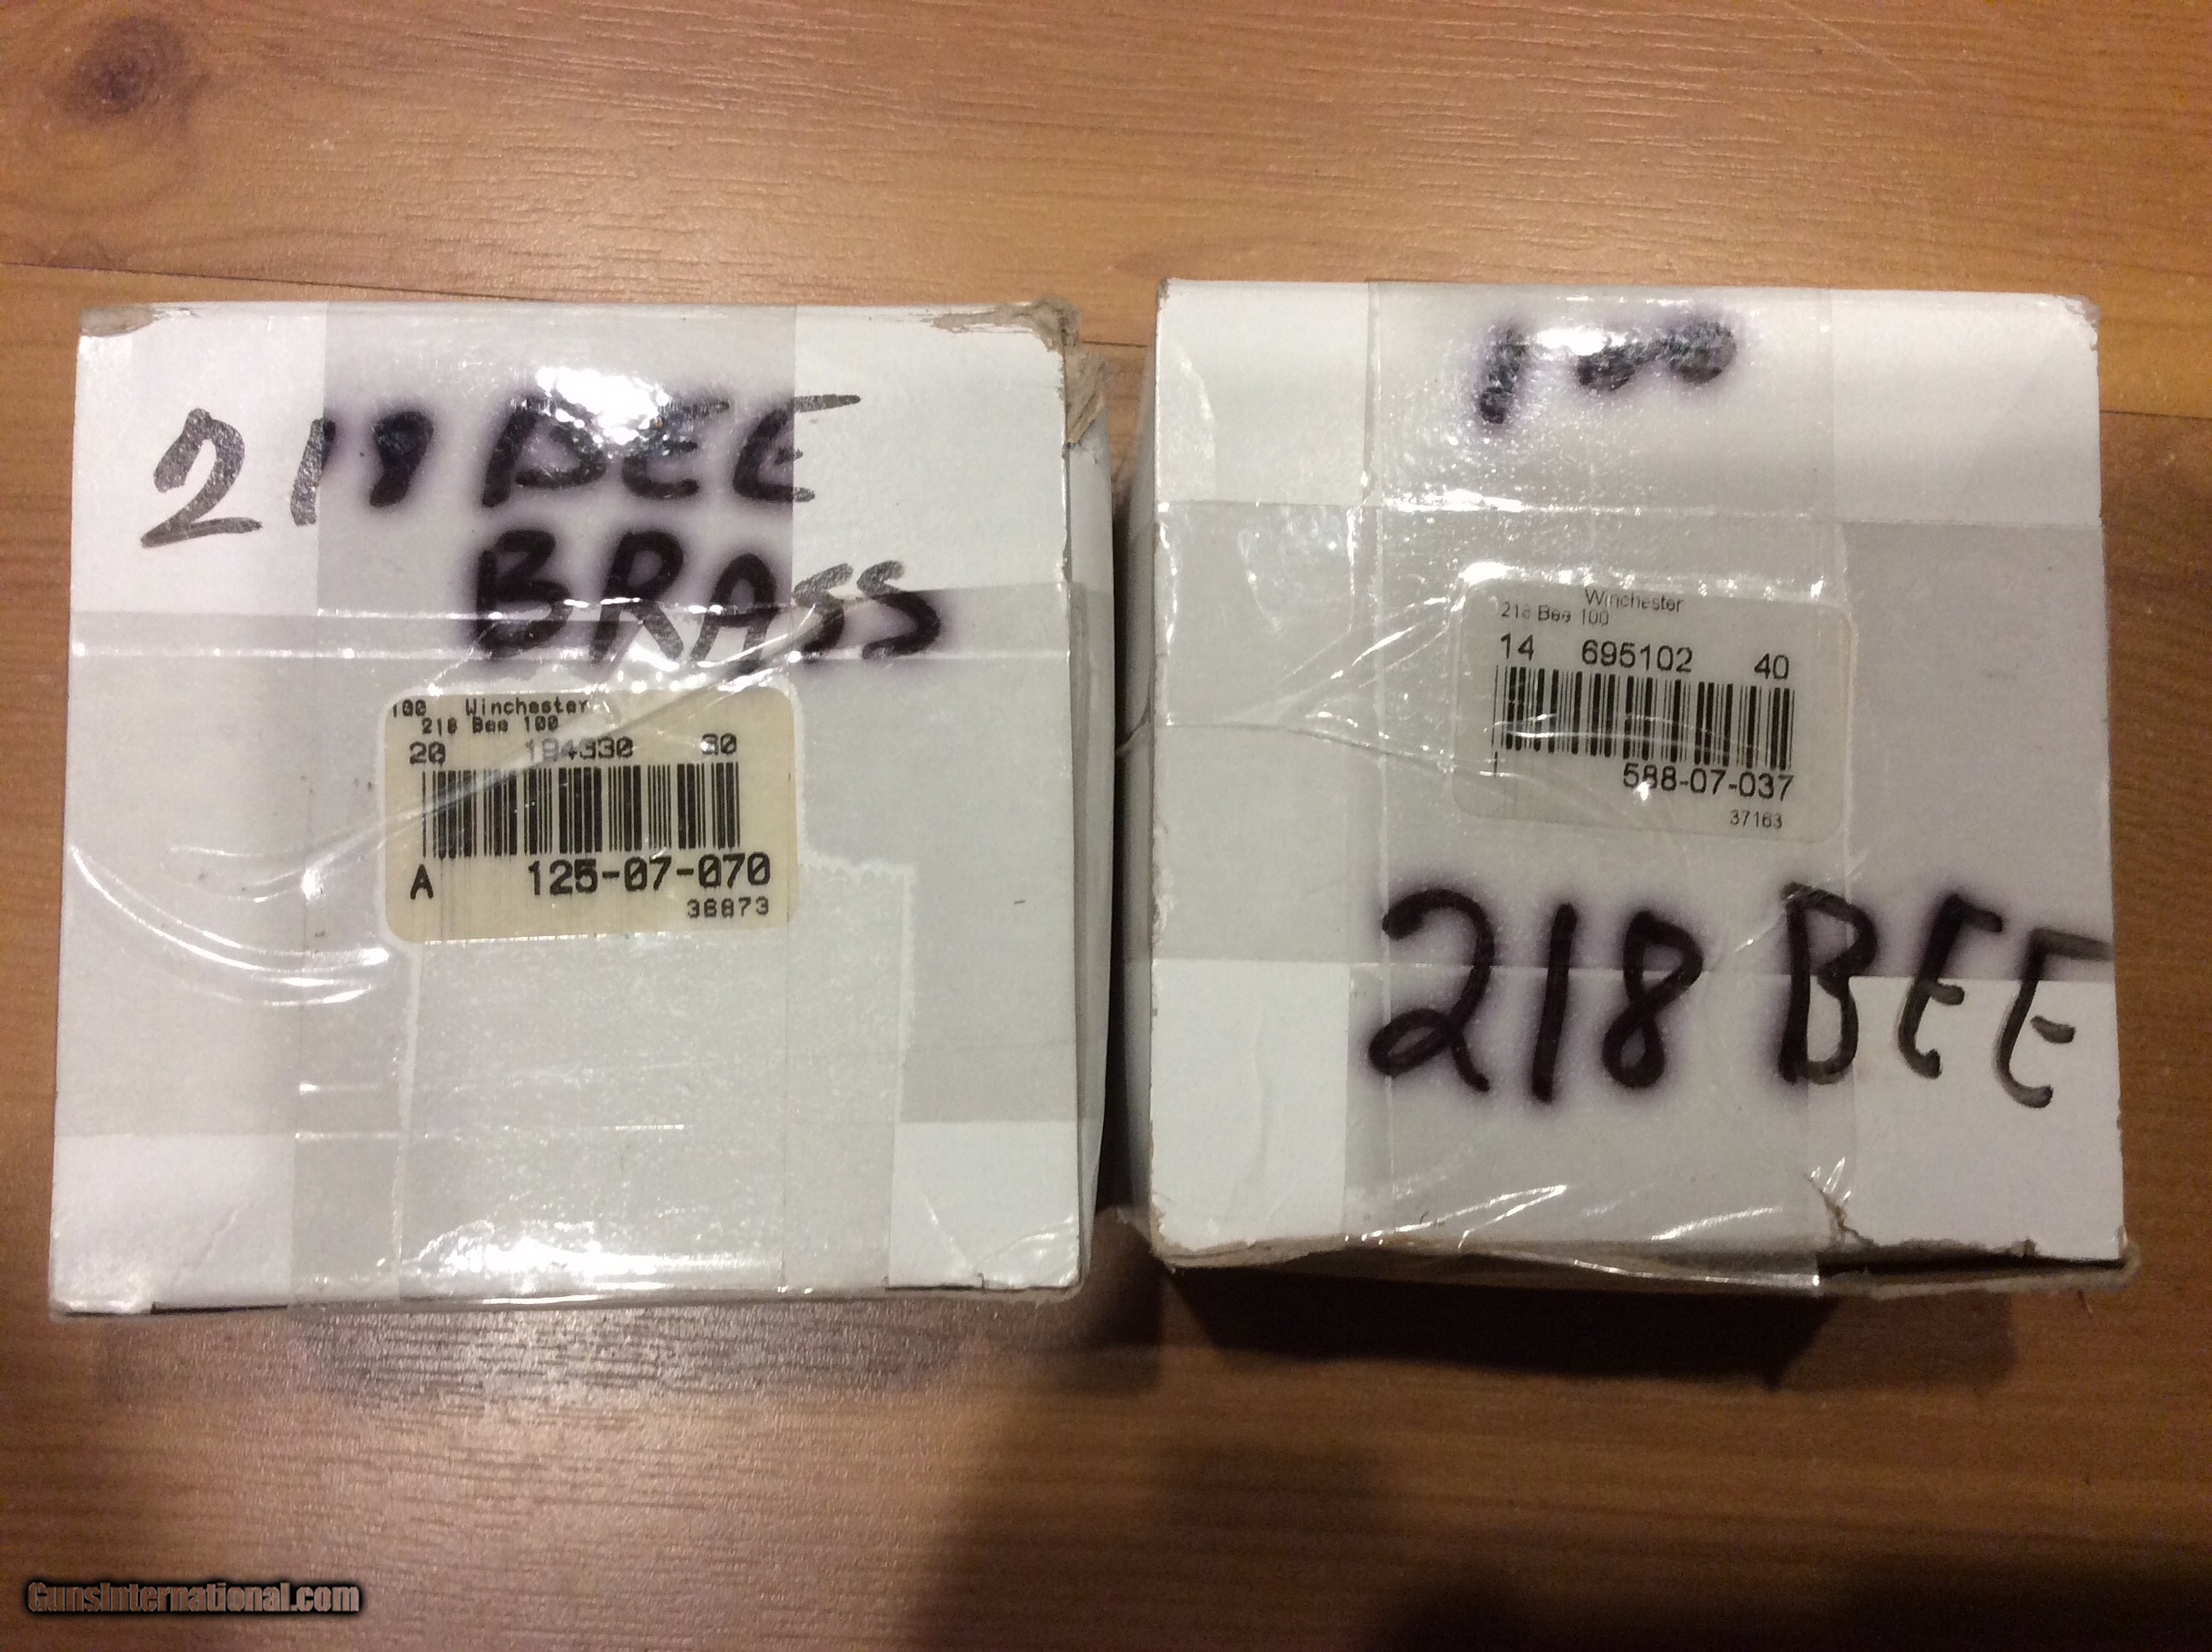 218 BEE
BRASS
100 Winchester
218 Bee 100
20 194330 30
A 125-07-070
36873
100
Winchester
218 Bee 100
14 695102 40
588-07-037
37163
218 BEE
GunsInternational.com